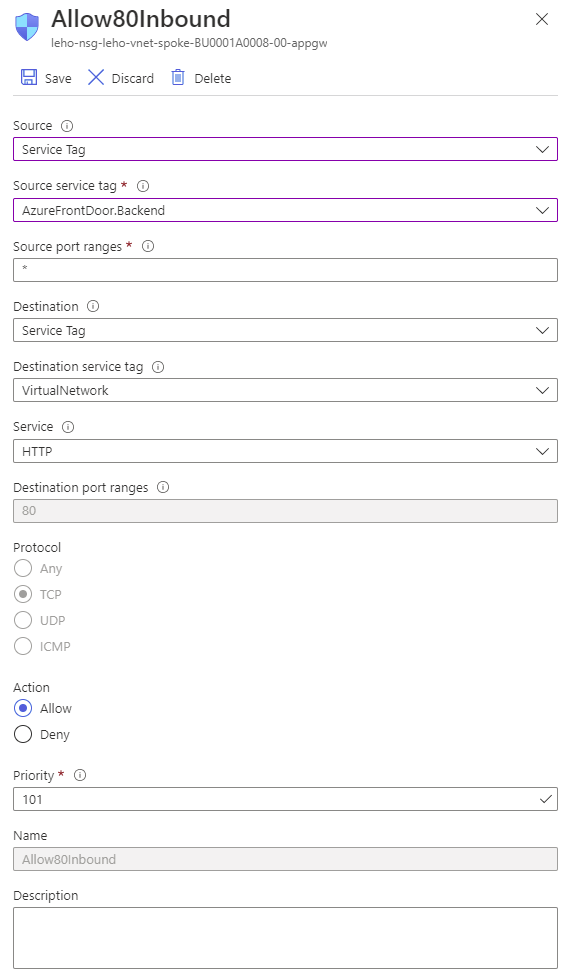 Allow80Inbound
leho-nsg-leho-vnet-spoke-BU0001A0008-00-appgw
Save Discard Delete
Source
Service Tag
Source service tag *
AzureFrontDoor.Backend
Source port ranges *
*
Destination
Service Tag
Destination service tag
VirtualNetwork
Service
HTTP
Destination port ranges
80
Protocol
Any
TCP
UDP
ICMP
Action
Allow
Deny
Priority *
101
Name
Allow80Inbound
Description